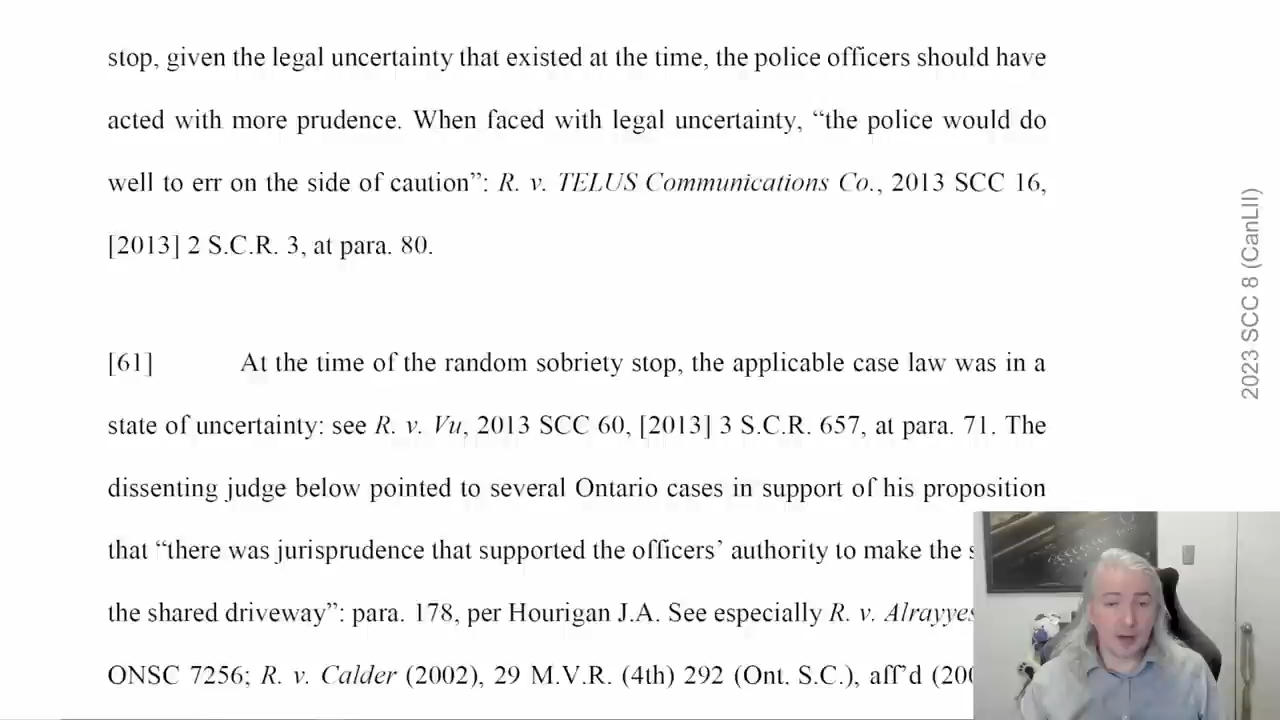 stop, given the legal uncertainty that existed at the time, the police officers should have
acted with more prudence. When faced with legal uncertainty, “the police would do
well to err on the side of caution”: R. v. TELUS Communications Co., 2013 SCC 16,
[2013] 2 S.C.R. 3, at para. 80.
[61] At the time of the random sobriety stop, the applicable case law was in a
state of uncertainty: see R. v. Vu, 2013 SCC 60, [2013] 3 S.C.R. 657, at para. 71. The
dissenting judge below pointed to several Ontario cases in support of his proposition
that “there was jurisprudence that supported the officers’ authority to make the
the shared driveway”: para. 178, per Hourigan J.A. See especially R. v. Alrayyes
ONSC 7256; R. v. Calder (2002), 29 M.V.R. (4th) 292 (Ont. S.C.), aff’d
2023 SCC 8 (CanLII)